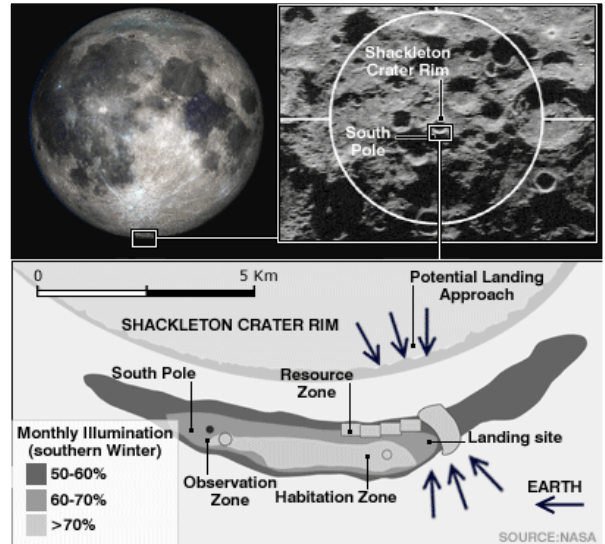 Shackleton
Crater Rim
South
Pole
0
5 Km
Potential Landing
Approach
SHACKLETON CRATER RIM
South Pole
Resource
Zone
Monthly Illumination
(southern Winter)
50-60%
60-70%
>70%
Landing site
Observation
Zone
Habitation Zone
EARTH
SOURCE:NASA